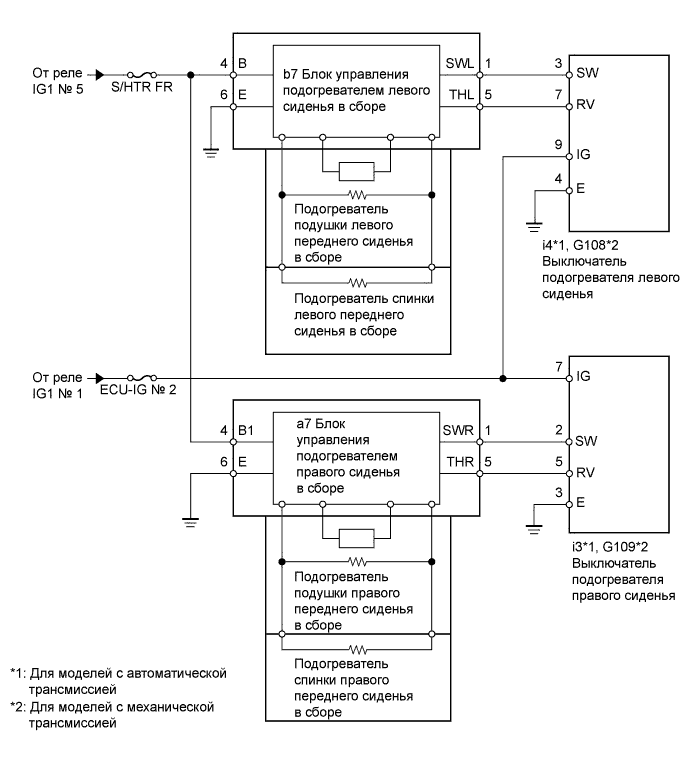 От реле
IG1 № 5
S/HTR FR
4
B
6
E
b7 Блок управления
подогревателем левого
сиденья в сборе
SWL
1
THL
5
3
SW
7
RV
9
IG
4
E
i4*1, G108*2
Выключатель
подогревателя левого
сиденья
Подогреватель
подушки левого
переднего сиденья
в сборе
Подогреватель спинки
левого переднего
сиденья в сборе
От реле
IG1 № 1
ECU-IG № 2
7
IG
4
B1
6
E
a7 Блок
управления
подогревателем
правого сиденья
в сборе
SWR
1
THR
5
2
SW
5
RV
3
E
i3*1, G109*2
Выключатель
подогревателя
правого сиденья
Подогреватель
подушки правого
переднего сиденья
в сборе
Подогреватель
спинки правого
переднего сиденья
в сборе
*1: Для моделей с автоматической
трансмиссией
*2: Для моделей с механической
трансмиссией